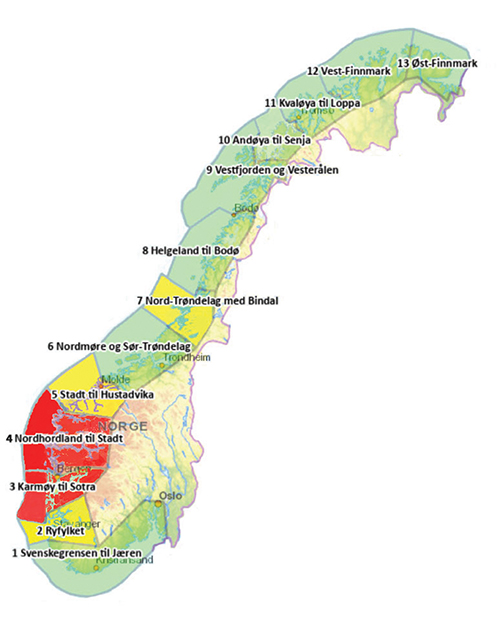 13 Øst-Finnmark
12 Vest-Finnmark
11 Kvaløya til Loppa
Tromsø
10 Andøya til Senja
9 Vestfjorden og Vesterålen
Bodø
8 Helgeland til Bodø
7 Nord-Trøndelag med Bindal
6 Nordmøre og Sør-Trøndelag
Trondheim
Molde
5 Stadt til Hustadvika
NORGE
4 Nordhordland til Stadt
Bergen
3 Karmøy til Sotra
Oslo
Stavanger
2 Ryfylket
1 Svenskegrensen til Jæren
Kristiansand